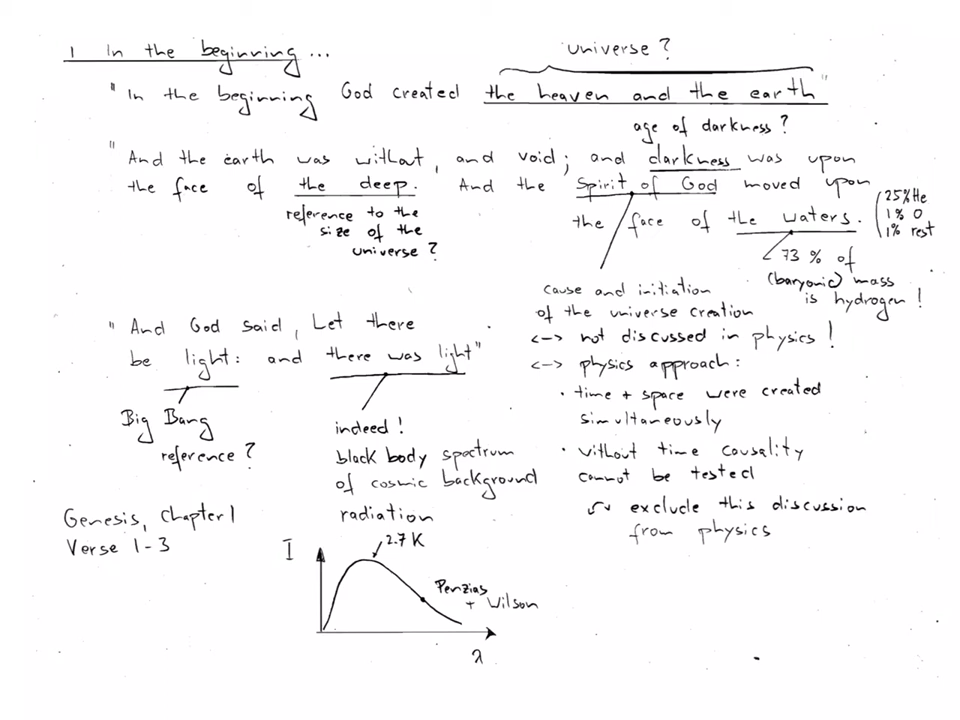 1 In the beginning ...
universe ?
"In the beginning God created the heaven and the earth"
age of darkness ?
"And the earth was without, and void; and darkness was upon
the face of the deep. And the Spirit of God moved upon
the face of the waters.
25% He
1% O
1% rest
reference to the
size of the
universe ?
73 % of
(baryonic) mass
is hydrogen !
cause and initiation
of the universe creation
<-> not discussed in physics !
<-> physics approach :
· time + space were created
simultaneously
· without time causality
cannot be tested
exclude this discussion
from physics
"And God said, Let there
be light: and there was light"
Big Bang
reference ?
indeed !
black body spectrum
of cosmic background
radiation
Genesis, Chapter 1
Verse 1-3
I
2.7 K
Penzias
+ Wilson
λ